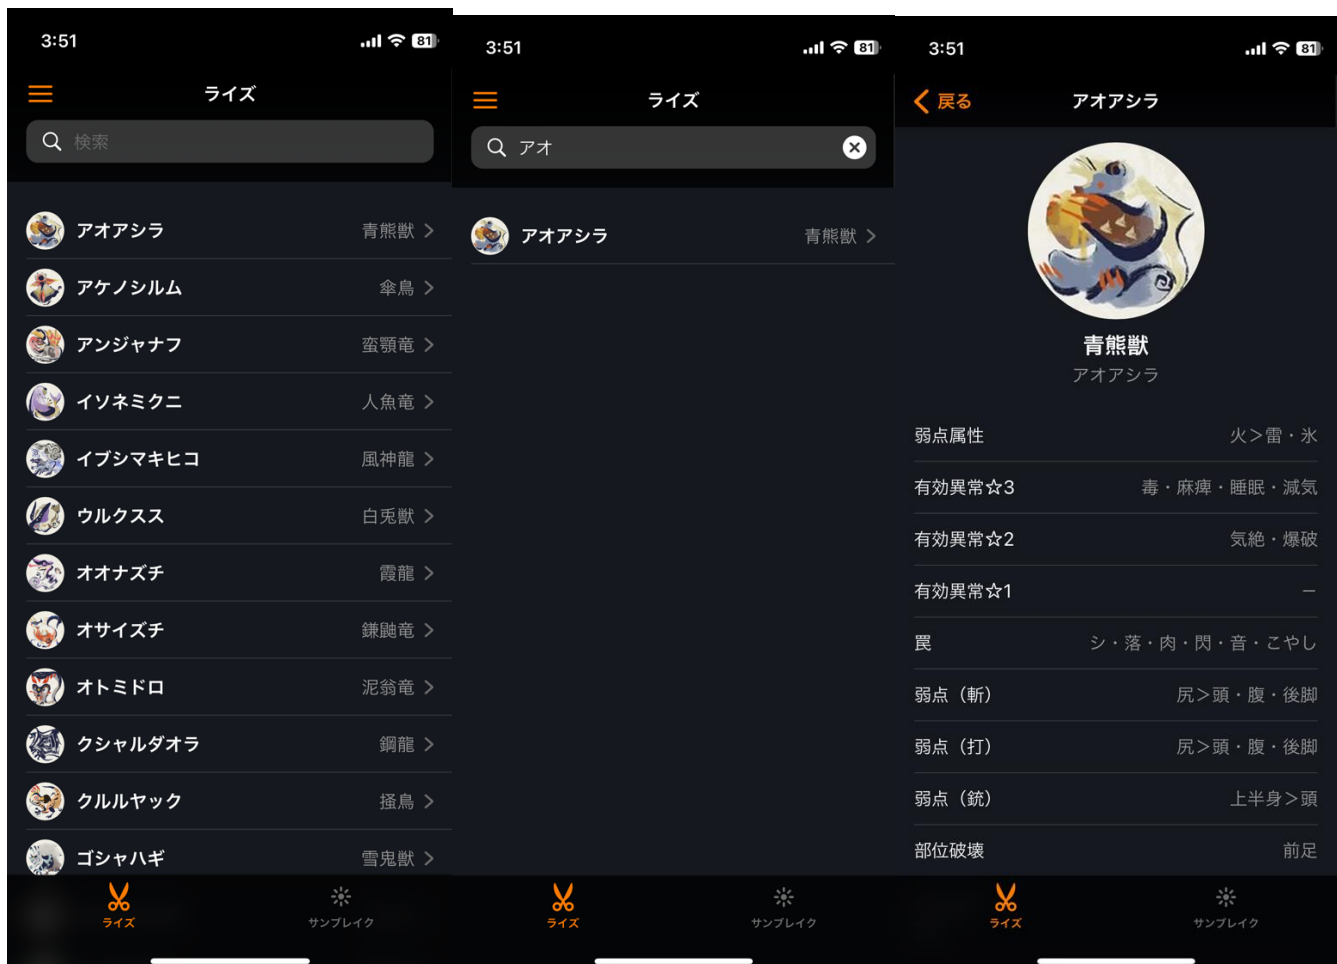 3:51
81
ライズ
検索
アオアシラ 青熊獣
アケノシルム 傘鳥
アンジャナフ 蛮顎竜
イソネミクニ 人魚竜
イブシマキヒコ 風神龍
ウルクスス 白兎獣
オオナズチ 霞龍
オサイズチ 鎌鼬竜
オトミドロ 泥翁竜
クシャルダオラ 鋼龍
クルルヤック 掻鳥
ゴシャハギ 雪鬼獣
ライズ サンブレイク
3:51
81
ライズ
アオ
アオアシラ 青熊獣
ライズ サンブレイク
3:51
81
戻る アオアシラ
青熊獣
アオアシラ
弱点属性 火＞雷・氷
有効異常☆3 毒・麻痺・睡眠・減気
有効異常☆2 気絶・爆破
有効異常☆1 −
罠 シ・落・肉・閃・音・こやし
弱点（斬） 尻＞頭・腹・後脚
弱点（打） 尻＞頭・腹・後脚
弱点（銃） 上半身＞頭
部位破壊 前足
ライズ サンブレイク